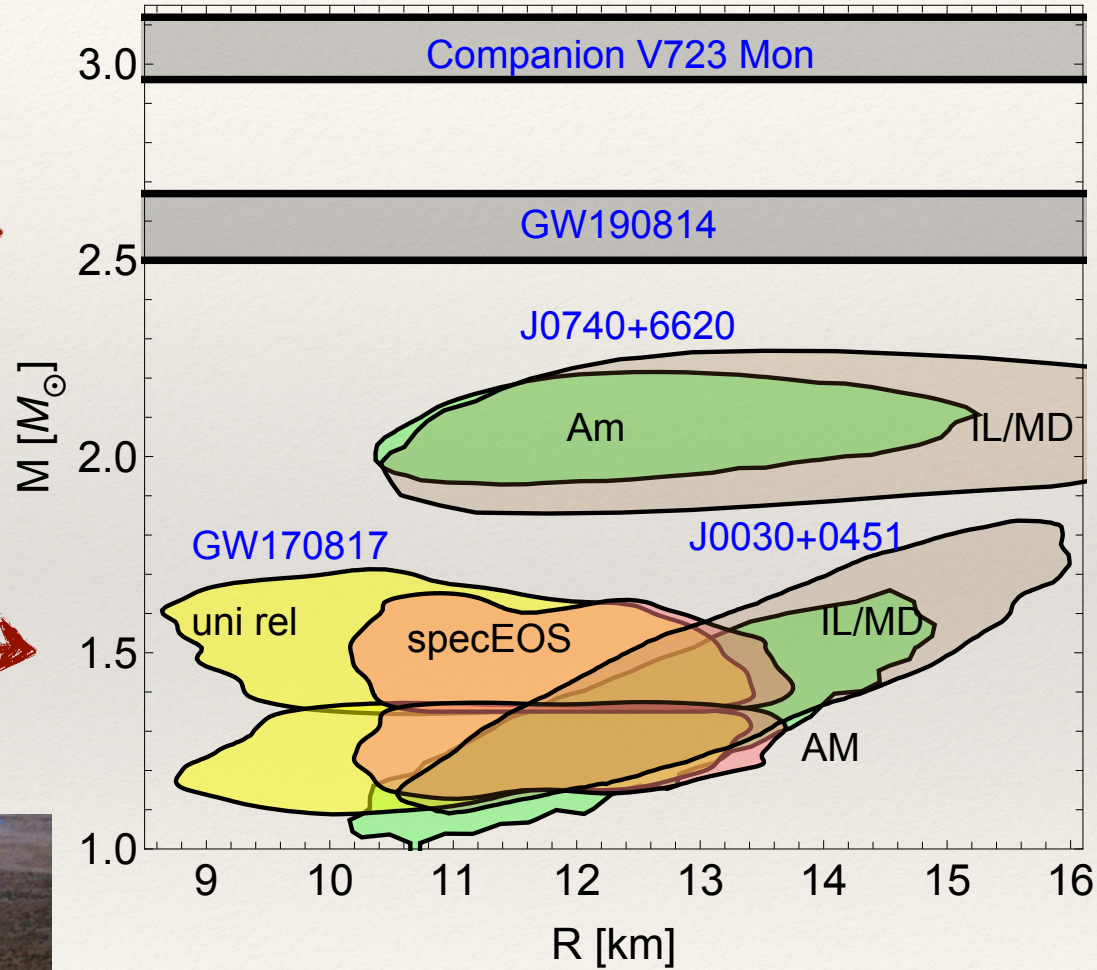 Companion V723 Mon
3.0
GW190814
2.5
J0740+6620
M [M☉]
Am
IL/MD
2.0
J0030+0451
GW170817
uni rel
specEOS
IL/MD
1.5
AM
1.0
9 10 11 12 13 14 15 16
R [km]